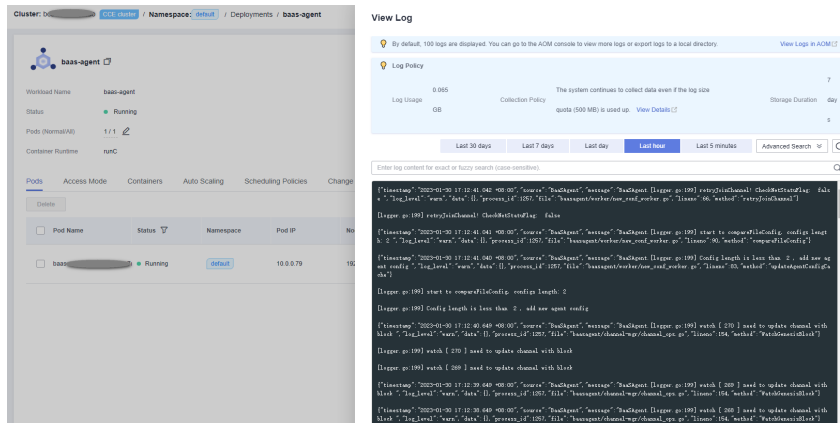 Cluster: b CCE cluster / Namespace: default / Deployments / baas-agent
baas-agent
Workload Name baas-agent
Status Running
Pods (Normal/All) 1 / 1
Container Runtime runC
Pods Access Mode Containers Auto Scaling Scheduling Policies Change
Delete
Pod Name Status Namespace Pod IP No
baas Running default 10.0.0.79 192
View Log
By default, 100 logs are displayed. You can go to the AOM console to view more logs or export logs to a local directory. View Logs in AOM
Log Policy
Log Usage 0.065 GB
Collection Policy The system continues to collect data even if the log size
quota (500 MB) is used up. View Details
Storage Duration 7 day
s
Last 30 days Last 7 days Last day Last hour Last 5 minutes Advanced Search
Enter log content for exact or fuzzy search (case-sensitive)
{"timestamp":"2023-01-30 17:12:41.042 +08:00","source":"BaaSAgent","message":"BaaSAgent [logger.go:199] retryJoinChannel! CheckNetStatuFlag: fals
e ","log_level":"warn","data":{},"process_id":1257,"file":"baasagent/worker/new_conf_worker.go","lineno":66,"method":"retryJoinChannel"}
[logger.go:199] retryJoinChannel! CheckNetStatuFlag: false
{"timestamp":"2023-01-30 17:12:41.041 +08:00","source":"BaaSAgent","message":"BaaSAgent [logger.go:199] start to compareFileConfig, configs lengt
h: 2 ","log_level":"warn","data":{},"process_id":1257,"file":"baasagent/worker/new_conf_worker.go","lineno":90,"method":"compareFileConfig"}
{"timestamp":"2023-01-30 17:12:41.040 +08:00","source":"BaaSAgent","message":"BaaSAgent [logger.go:199] Config length is less than 2 , add new ag
ent config ","log_level":"warn","data":{},"process_id":1257,"file":"baasagent/worker/new_conf_worker.go","lineno":83,"method":"updateAgentConfigCa
che"}
[logger.go:199] start to compareFileConfig, configs length: 2
[logger.go:199] Config length is less than 2 , add new agent config
{"timestamp":"2023-01-30 17:12:40.649 +08:00","source":"BaaSAgent","message":"BaaSAgent [logger.go:199] watch [ 270 ] need to update channel with
block ","log_level":"warn","data":{},"process_id":1257,"file":"baasagent/channel-mgr/channel_ops.go","lineno":154,"method":"WatchGenesisBlock"}
[logger.go:199] watch [ 270 ] need to update channel with block
[logger.go:199] watch [ 269 ] need to update channel with block
{"timestamp":"2023-01-30 17:12:39.649 +08:00","source":"BaaSAgent","message":"BaaSAgent [logger.go:199] watch [ 269 ] need to update channel with
block ","log_level":"warn","data":{},"process_id":1257,"file":"baasagent/channel-mgr/channel_ops.go","lineno":154,"method":"WatchGenesisBlock"}
{"timestamp":"2023-01-30 17:12:38.649 +08:00","source":"BaaSAgent","message":"BaaSAgent [logger.go:199] watch [ 268 ] need to update channel with
block ","log_level":"warn","data":{},"process_id":1257,"file":"baasagent/channel-mgr/channel_ops.go","lineno":154,"method":"WatchGenesisBlock"}